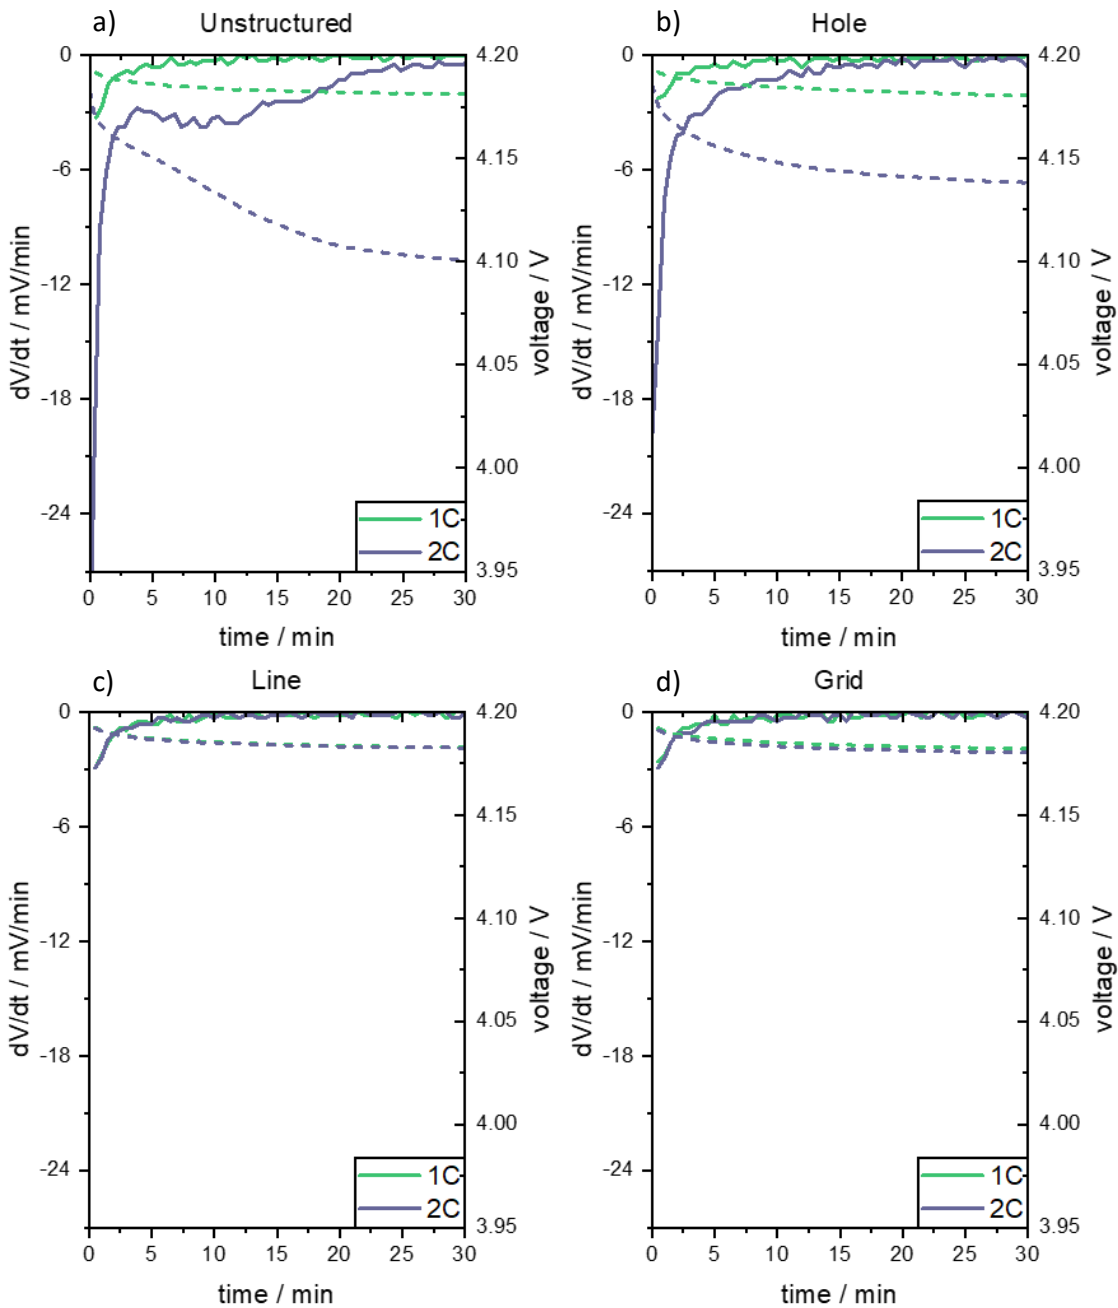 a) Unstructured
0
-6
-12
-18
-24
dV/dt / mV/min
4.20
4.15
4.10
4.05
4.00
3.95
voltage / V
1C
2C
0 5 10 15 20 25 30
time / min
b) Hole
0
-6
-12
-18
-24
dV/dt / mV/min
4.20
4.15
4.10
4.05
4.00
3.95
voltage / V
1C
2C
0 5 10 15 20 25 30
time / min
c) Line
0
-6
-12
-18
-24
dV/dt / mV/min
4.20
4.15
4.10
4.05
4.00
3.95
voltage / V
1C
2C
0 5 10 15 20 25 30
time / min
d) Grid
0
-6
-12
-18
-24
dV/dt / mV/min
4.20
4.15
4.10
4.05
4.00
3.95
voltage / V
1C
2C
0 5 10 15 20 25 30
time / min